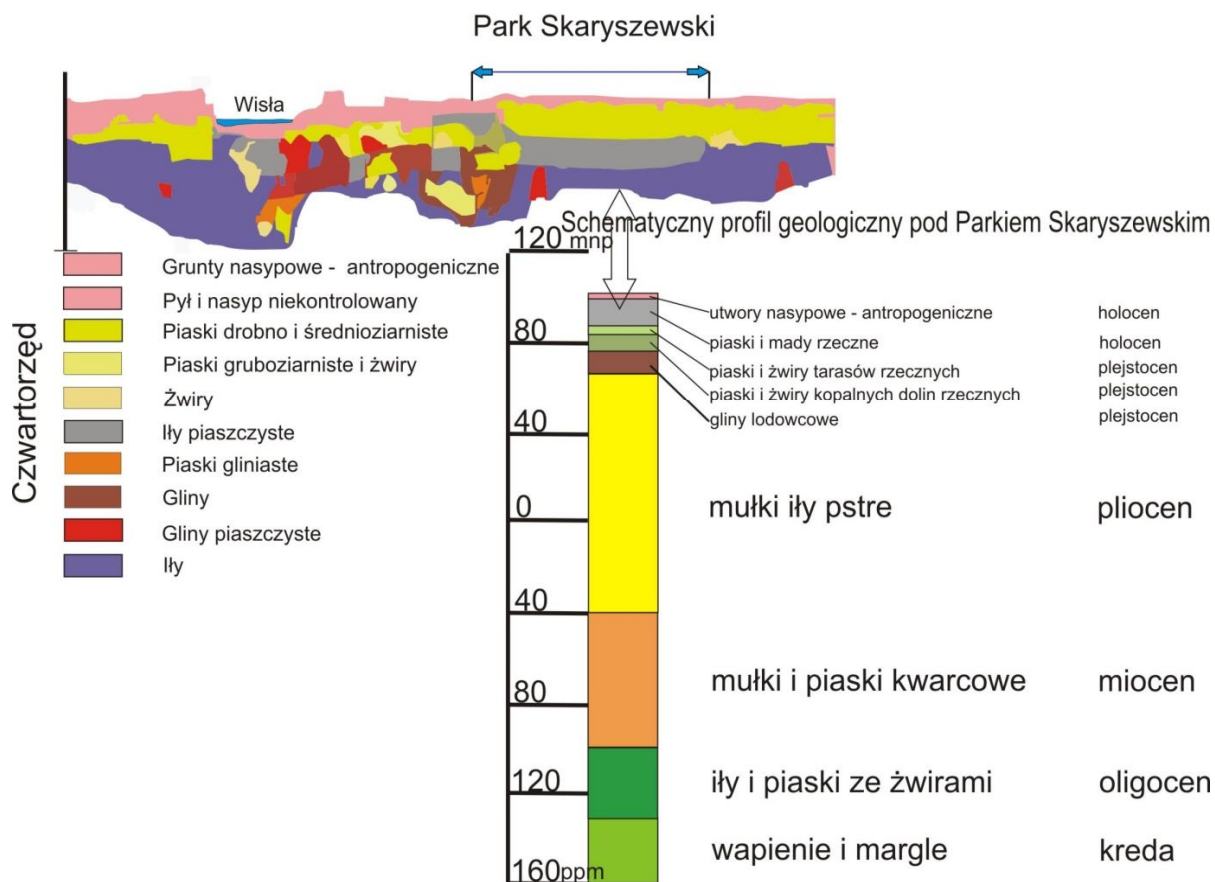 Park Skaryszewski
Wisła
Schematyczny profil geologiczny pod Parkiem Skaryszewskim
Czwartorzęd
Grunty nasypowe - antropogeniczne
Pył i nasyp niekontrolowany
Piaski drobno i średnioziarniste
Piaski gruboziarniste i żwiry
Żwiry
Iły piaszczyste
Piaski gliniaste
Gliny
Gliny piaszczyste
Iły
120 mnp
80
40
0
40
80
120
160 ppm
utwory nasypowe - antropogeniczne holocen
piaski i mady rzeczne holocen
piaski i żwiry tarasów rzecznych plejstocen
piaski i żwiry kopalnych dolin rzecznych plejstocen
gliny lodowcowe plejstocen
mułki iły pstre pliocen
mułki i piaski kwarcowe miocen
iły i piaski ze żwirami oligocen
wapienie i margle kreda